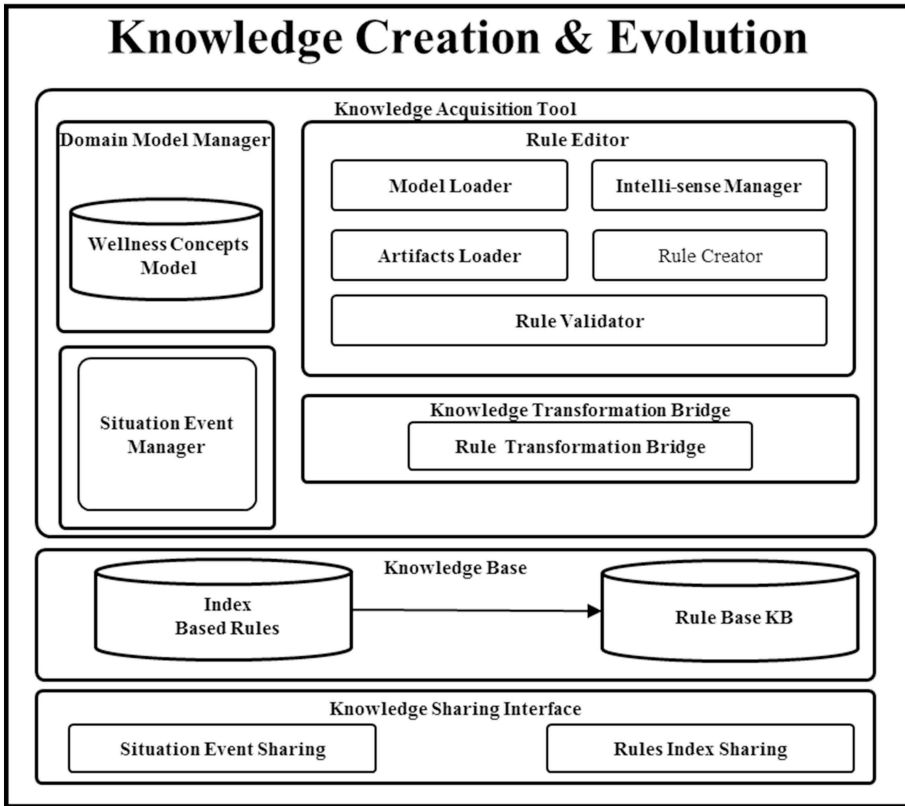 Knowledge Creation & Evolution
Knowledge Acquisition Tool
Domain Model Manager
Wellness Concepts
Model
Situation Event
Manager
Rule Editor
Model Loader
Intelli-sense Manager
Artifacts Loader
Rule Creator
Rule Validator
Knowledge Transformation Bridge
Rule Transformation Bridge
Knowledge Base
Index
Based Rules
Rule Base KB
Knowledge Sharing Interface
Situation Event Sharing
Rules Index Sharing